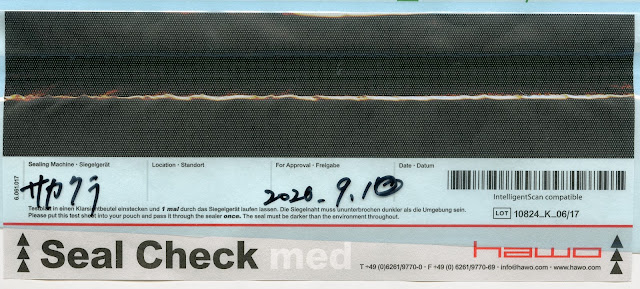 6.081.017
Sealing Machine · Siegelgerät
Location · Standort
For Approval · Freigabe
Date · Datum
2020. 9. 1
Testblatt in einen Klarsichtbeutel einstecken und 1 mal durch das Siegelgerät laufen lassen. Die Siegelnaht muss ununterbrochen dunkler als die Umgebung sein.
Please put this test sheet into your pouch and pass it through the sealer once. The seal must be darker than the environment throughout.
IntelligentScan compatible
LOT 10824_K_06/17
Seal Check med
hawo
T +49 (0)6261/9770-0 · F +49 (0) 6261/9770-69 · info@hawo.com · www.hawo.com